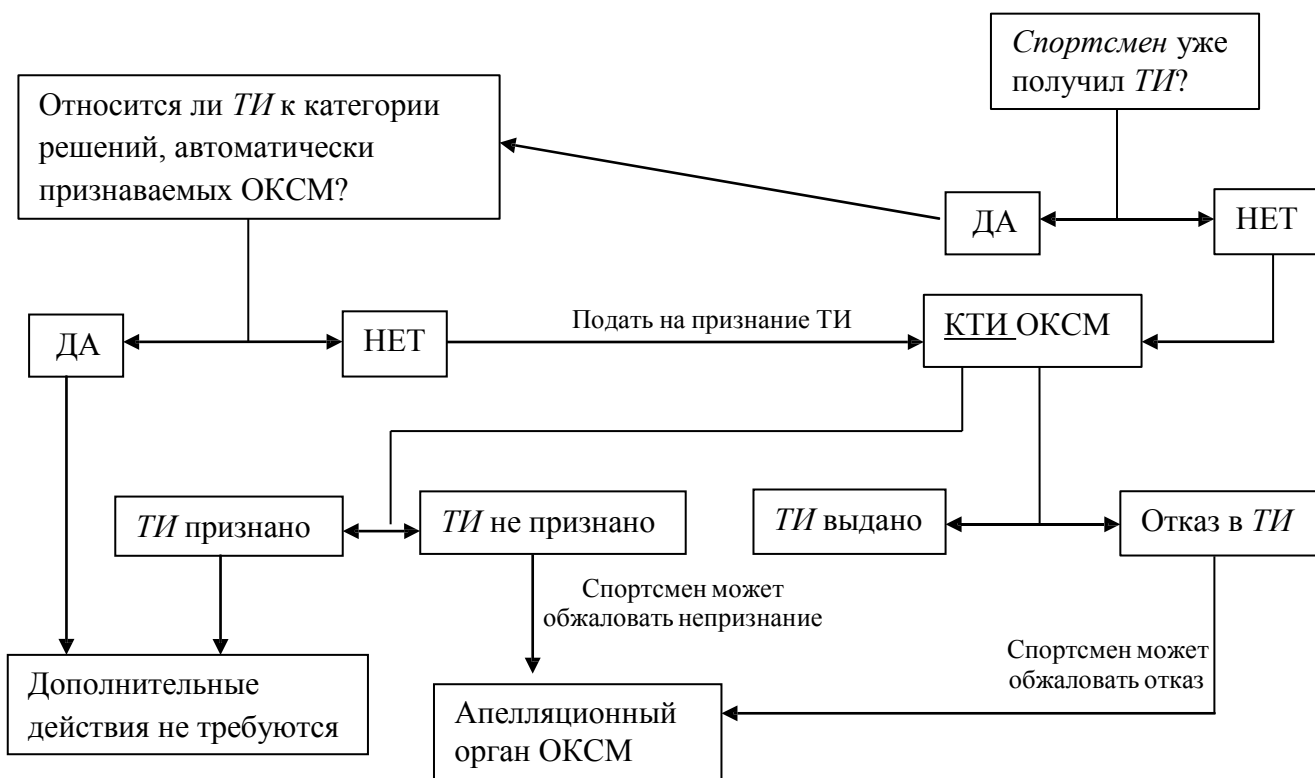 Спортсмен уже
получил ТИ?
Относится ли ТИ к категории
решений, автоматически
признаваемых ОКСМ?
ДА
НЕТ
ДА
НЕТ
Подать на признание ТИ
КТИ ОКСМ
ТИ признано
ТИ не признано
ТИ выдано
Отказ в ТИ
Спортсмен может
обжаловать непризнание
Спортсмен может
обжаловать отказ
Дополнительные
действия не требуются
Апелляционный
орган ОКСМ